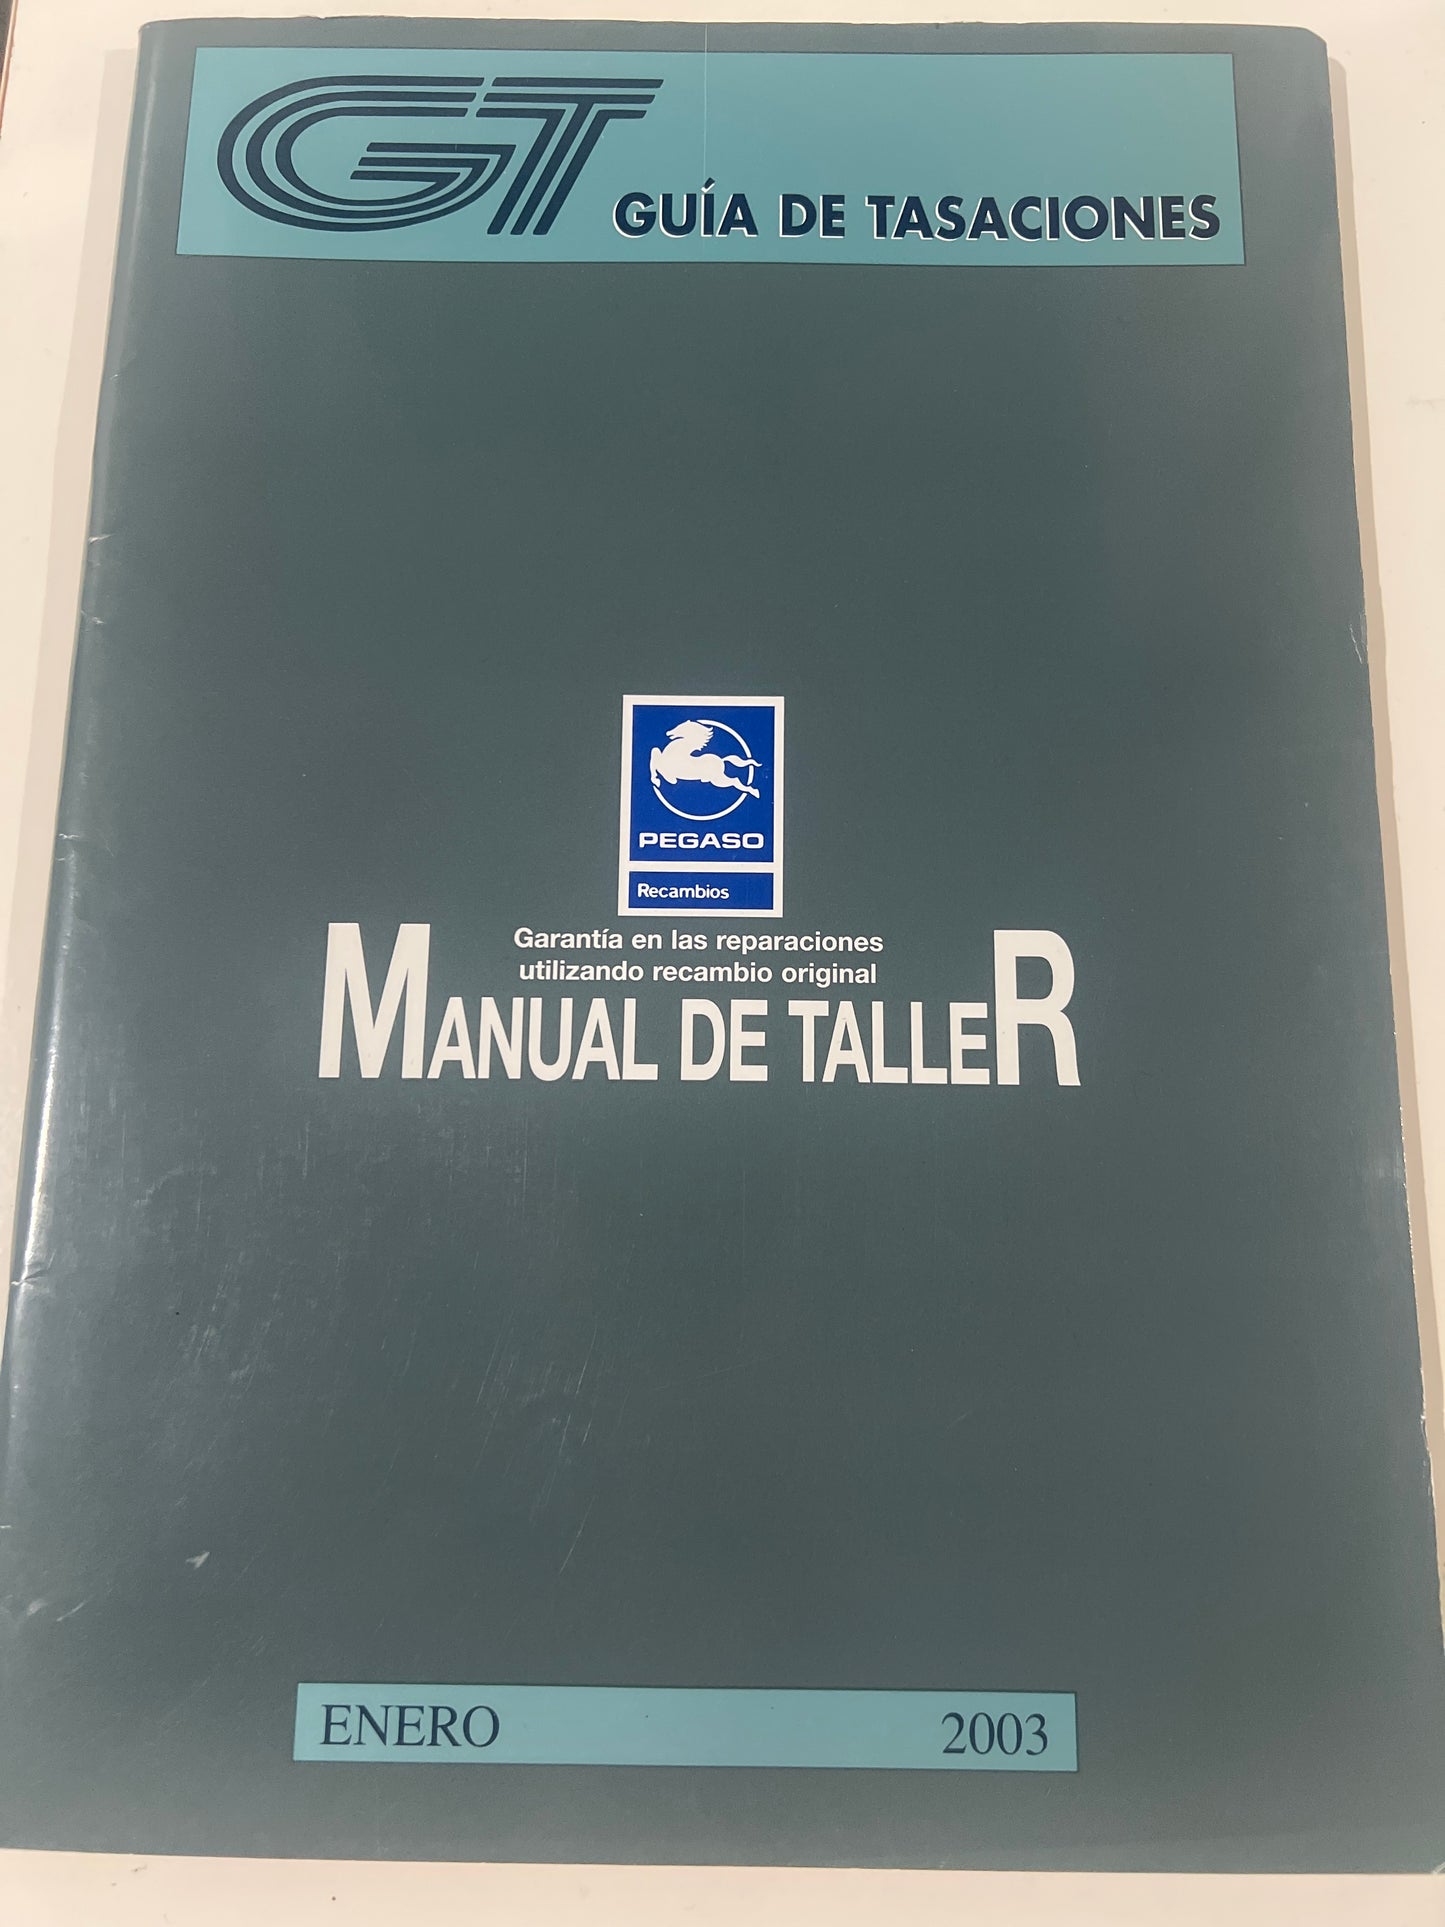 GT GUÍA DE TASACIONES
PEGASO
Recambios
Garantía en las reparaciones
utilizando recambio original
MANUAL DE TALLER
ENERO 2003